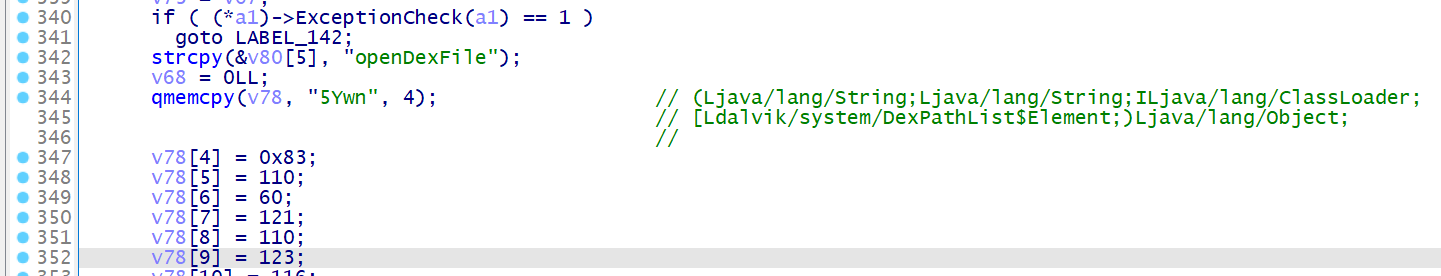 340 if ( (*a1)->ExceptionCheck(a1) == 1 )
341 goto LABEL_142;
342 strcpy(&v80[5], "openDexFile");
343 v68 = 0LL;
344 qmemcpy(v78, "5Ywn", 4); // (Ljava/lang/String;Ljava/lang/String;ILjava/lang/ClassLoader;
345 // [Ldalvik/system/DexPathList$Element;)Ljava/lang/Object;
346 //
347 v78[4] = 0x83;
348 v78[5] = 110;
349 v78[6] = 60;
350 v78[7] = 121;
351 v78[8] = 110;
352 v78[9] = 123;